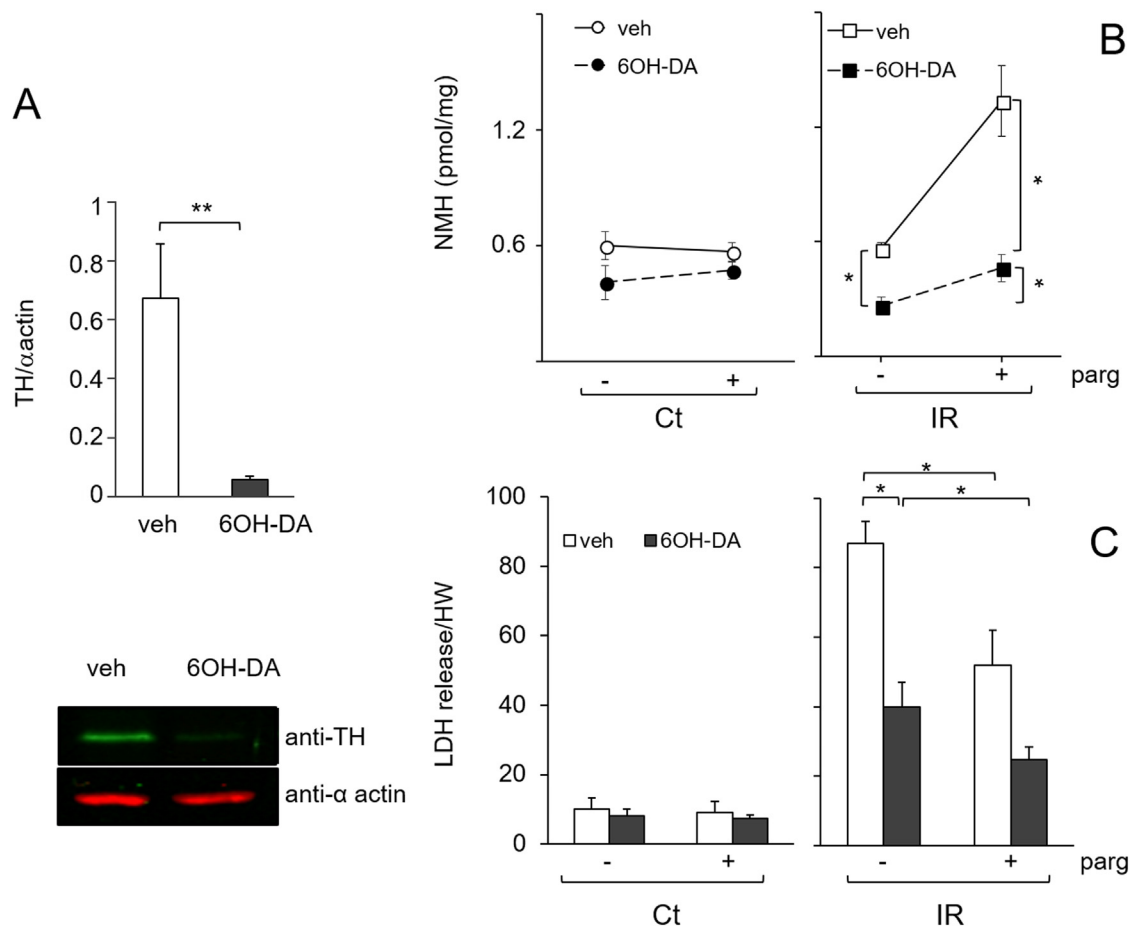 A
TH/αactin
1
0.8
0.6
0.4
0.2
0
**
veh
6OH-DA
veh
6OH-DA
anti-TH
anti-α actin
B
NMH (pmol/mg)
1.2
0.6
veh
6OH-DA
veh
6OH-DA
*
*
*
-
+
-
+
parg
Ct
IR
C
LDH release/HW
100
80
60
40
20
0
veh
6OH-DA
*
*
*
-
+
-
+
parg
Ct
IR